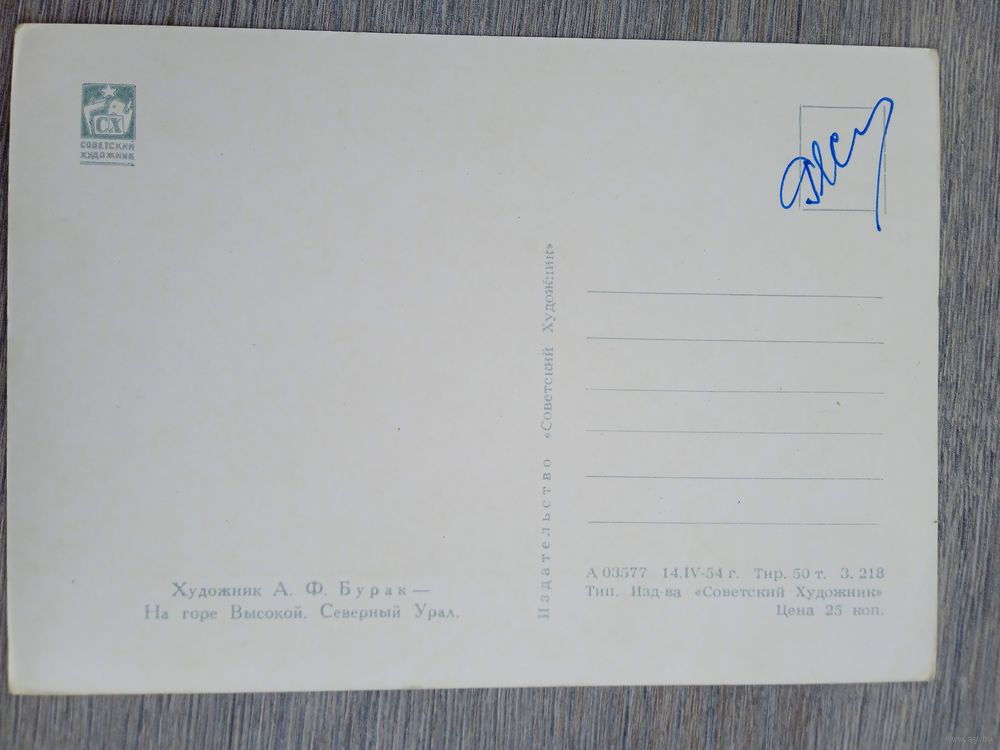 СХ
СОВЕТСКИЙ
ХУДОЖНИК
Художник А. Ф. Бурак —
На горе Высокой. Северный Урал.
Издательство «Советский Художник»
А 03577 14.IV-54 г. Тир. 50 т. З. 218
Тип. Изд-ва «Советский Художник»
Цена 25 коп.